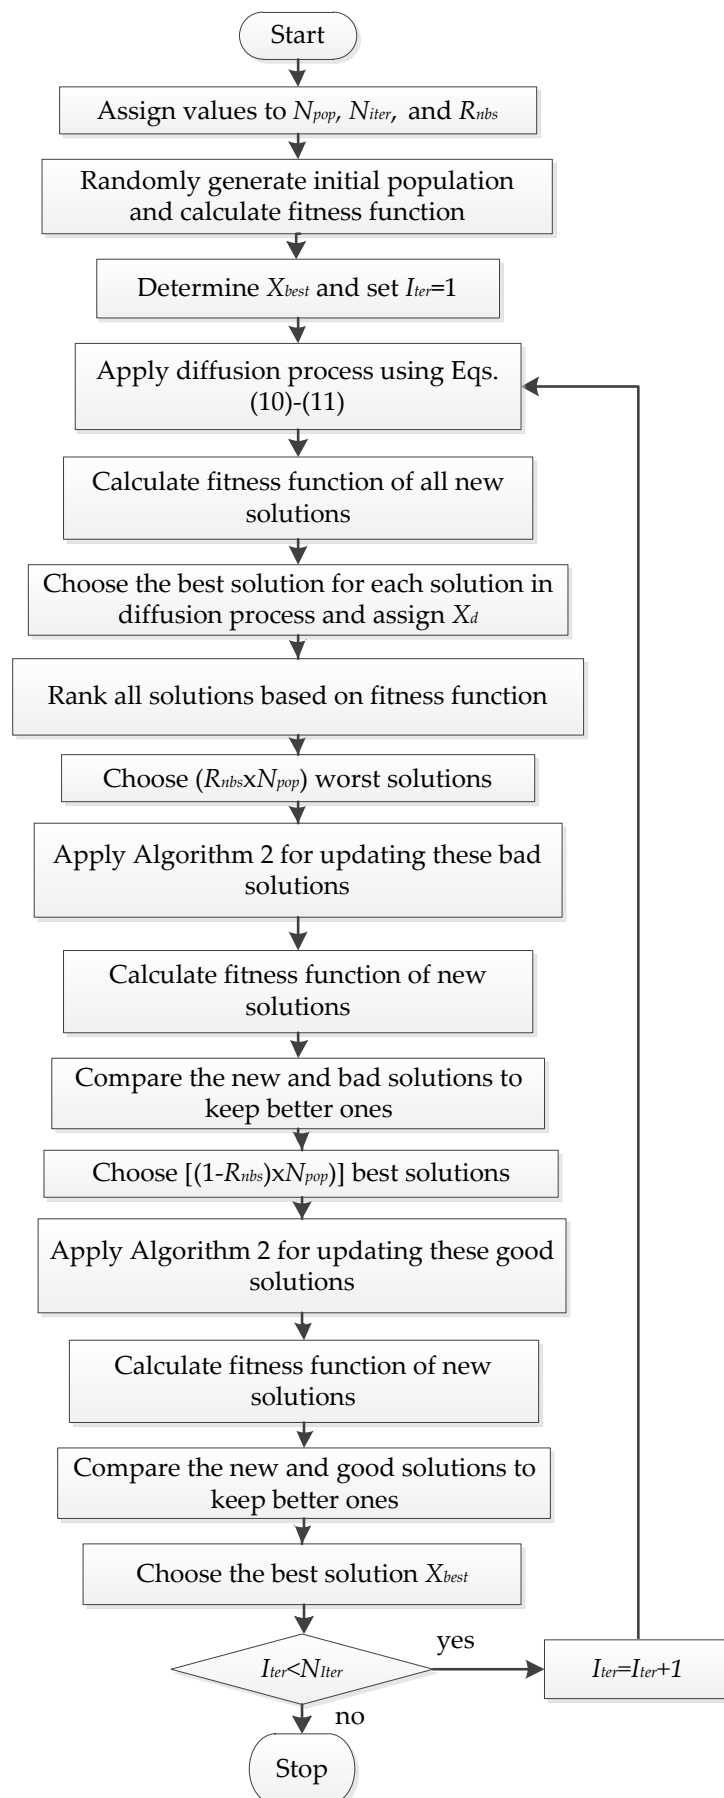 Start
Assign values to Npop, Niter, and Rnbs
Randomly generate initial population
and calculate fitness function
Determine Xbest and set Iter=1
Apply diffusion process using Eqs.
(10)-(11)
Calculate fitness function of all new
solutions
Choose the best solution for each solution in
diffusion process and assign Xd
Rank all solutions based on fitness function
Choose (RnbsxNpop) worst solutions
Apply Algorithm 2 for updating these bad
solutions
Calculate fitness function of new
solutions
Compare the new and bad solutions to
keep better ones
Choose [(1-Rnbs)xNpop)] best solutions
Apply Algorithm 2 for updating these good
solutions
Calculate fitness function of new
solutions
Compare the new and good solutions to
keep better ones
Choose the best solution Xbest
Iter<NIter
yes
Iter=Iter+1
no
Stop